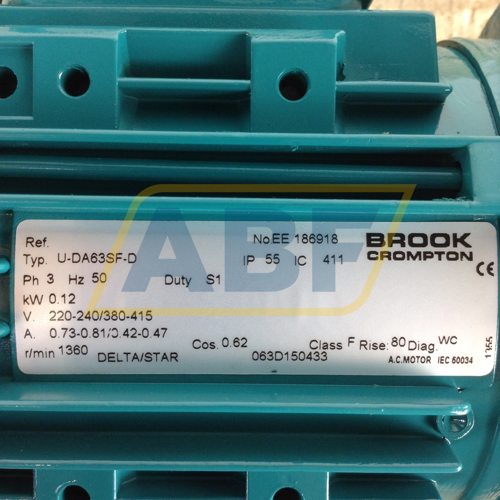 Ref. No EE 186918 BROOK
Typ. U-DA63SF-D IP 55 IC 411 CROMPTON
Ph 3 Hz 50 Duty S1
kW 0.12
V. 220-240/380-415
A. 0.73-0.81/0.42-0.47
r/min 1360 DELTA/STAR Cos. 0.62 Class F Rise: 80 Diag. WC
063D150433 A.C.MOTOR IEC 60034
ABF